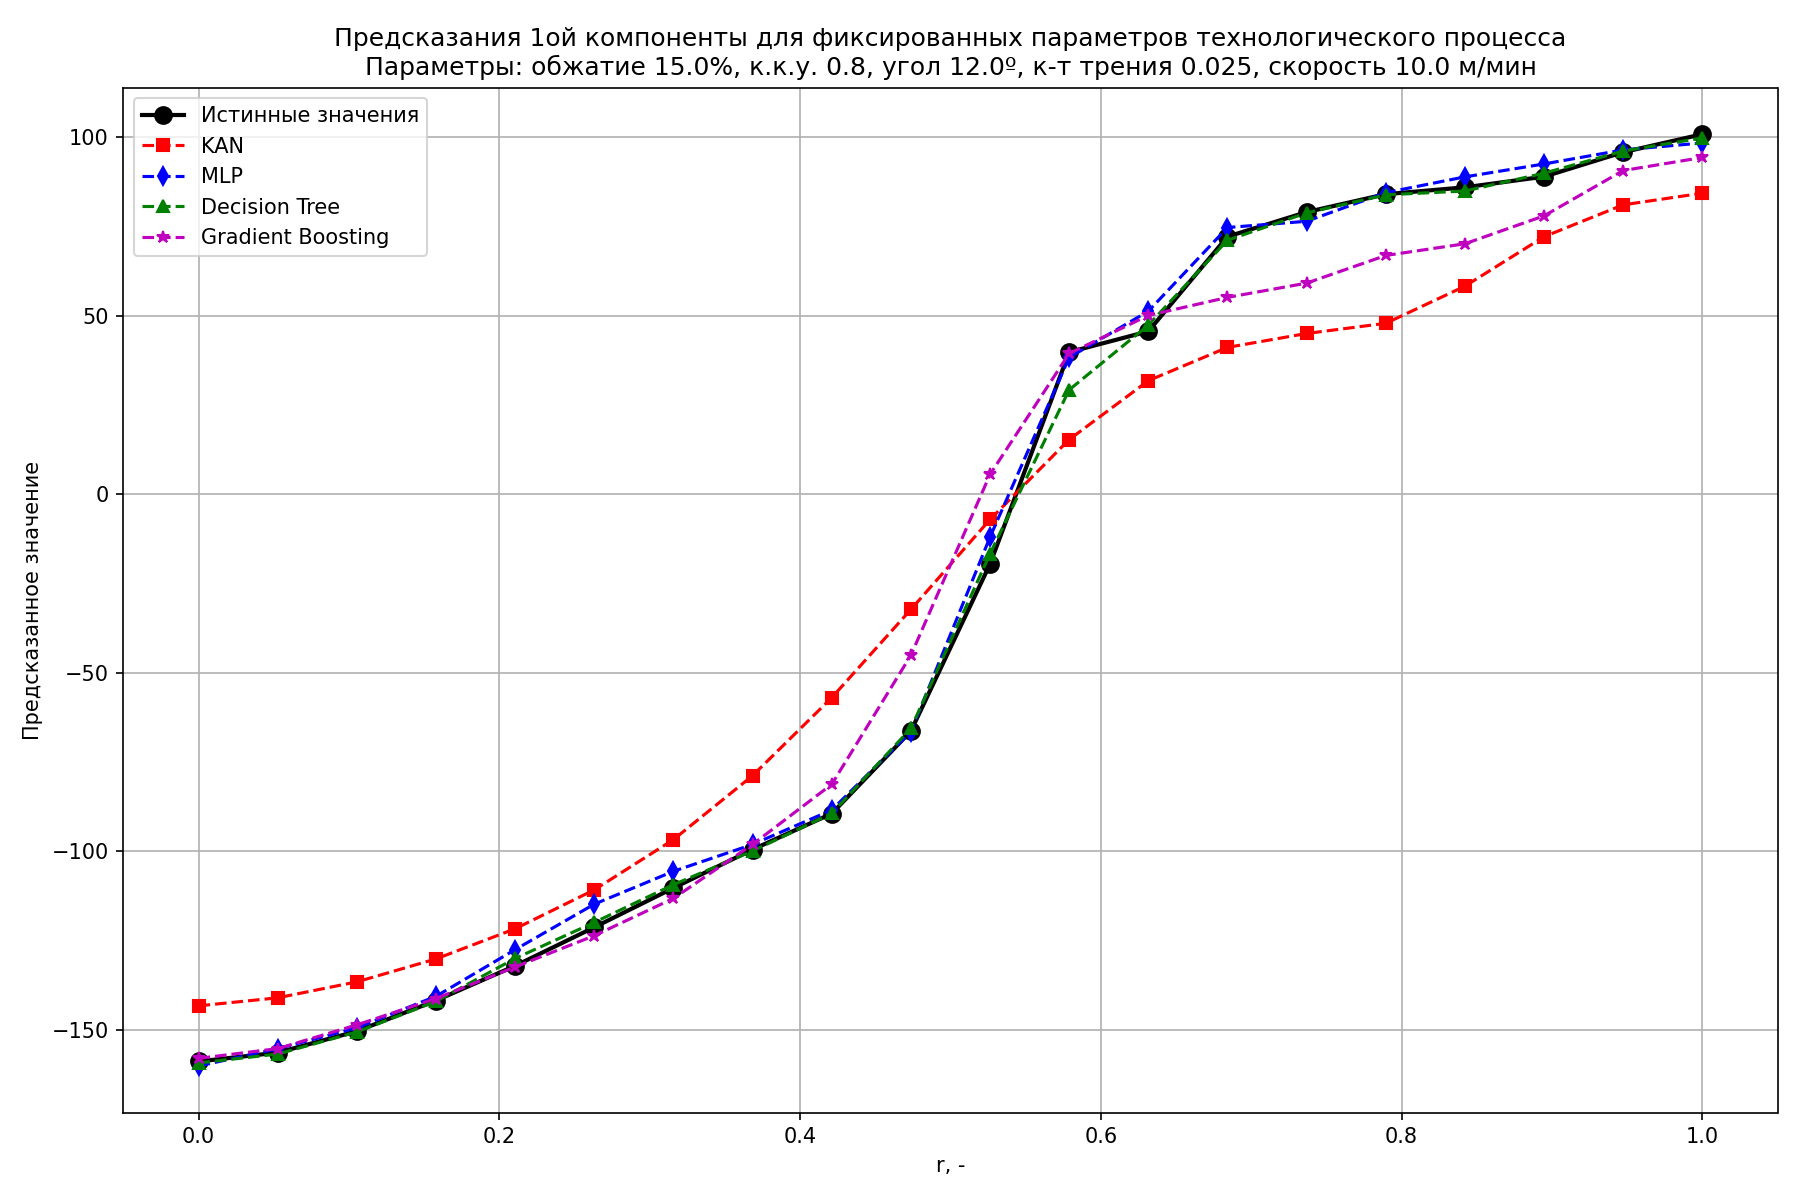 Предсказания 1ой компоненты для фиксированных параметров технологического процесса
Параметры: обжатие 15.0%, к.к.у. 0.8, угол 12.0º, к-т трения 0.025, скорость 10.0 м/мин
Истинные значения
KAN
MLP
Decision Tree
Gradient Boosting
Предсказанное значение
100
50
0
−50
−100
−150
0.0
0.2
0.4
0.6
0.8
1.0
r, -